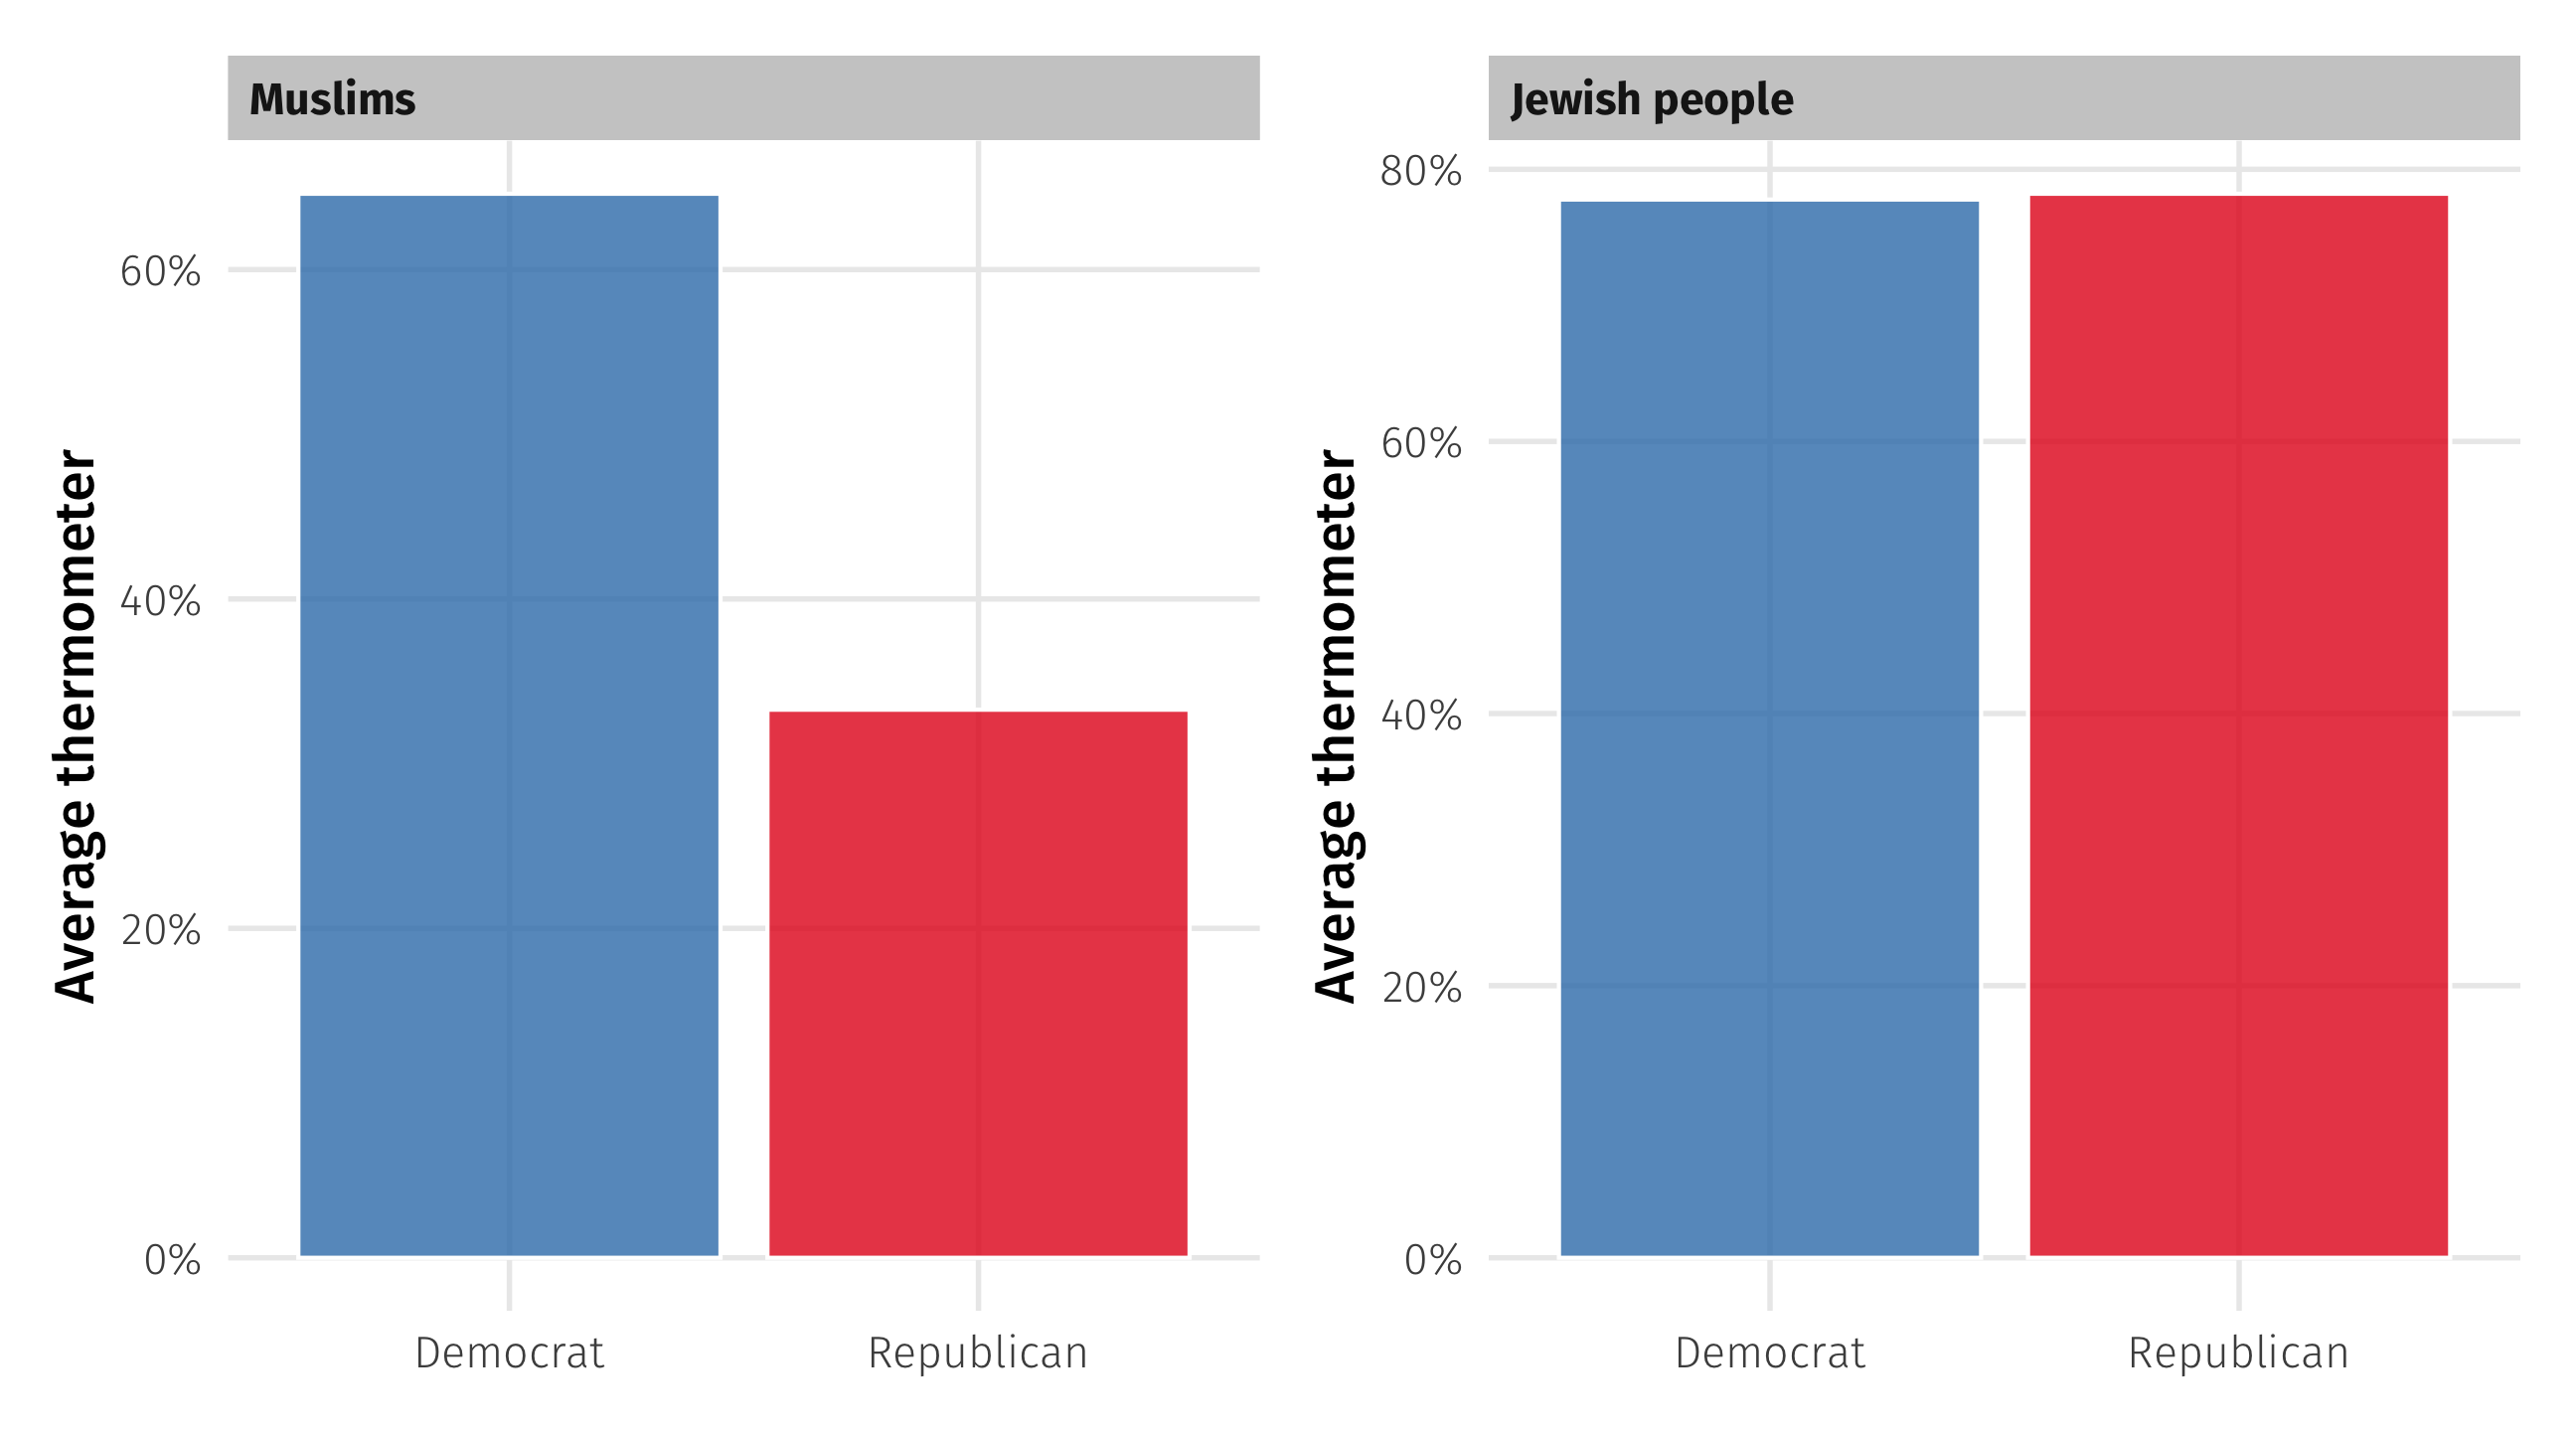 Muslims
Average thermometer
60%
40%
20%
0%
Democrat
Republican
Jewish people
Average thermometer
80%
60%
40%
20%
0%
Democrat
Republican